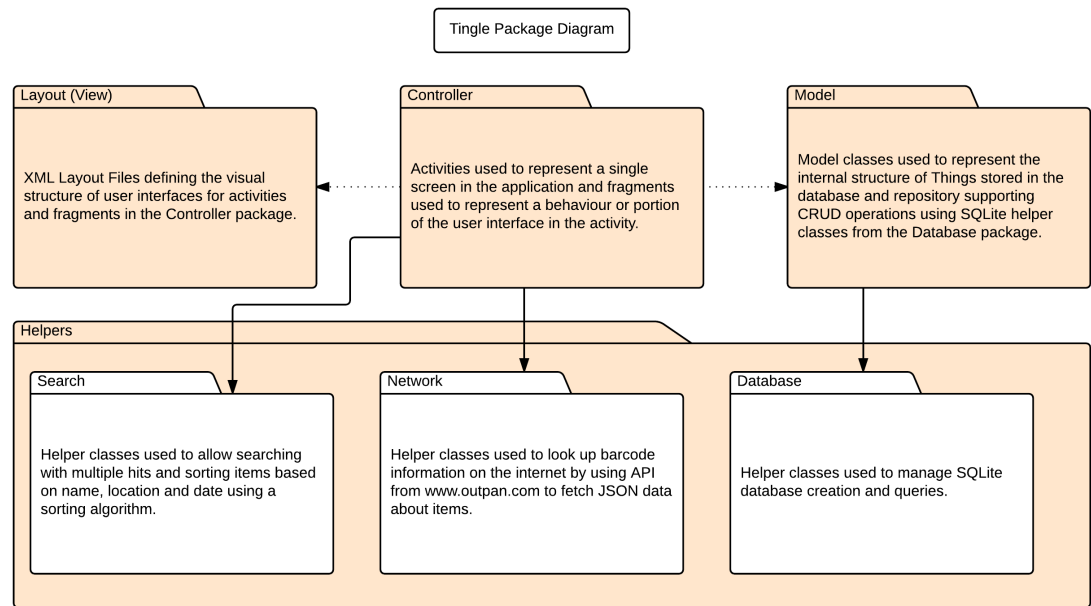 Tingle Package Diagram
Layout (View)
XML Layout Files defining the visual
structure of user interfaces for activities
and fragments in the Controller package.
Controller
Activities used to represent a single
screen in the application and fragments
used to represent a behaviour or portion
of the user interface in the activity.
Model
Model classes used to represent the
internal structure of Things stored in the
database and repository supporting
CRUD operations using SQLite helper
classes from the Database package.
Helpers
Search
Helper classes used to allow searching
with multiple hits and sorting items based
on name, location and date using a
sorting algorithm.
Network
Helper classes used to look up barcode
information on the internet by using API
from www.outpan.com to fetch JSON data
about items.
Database
Helper classes used to manage SQLite
database creation and queries.